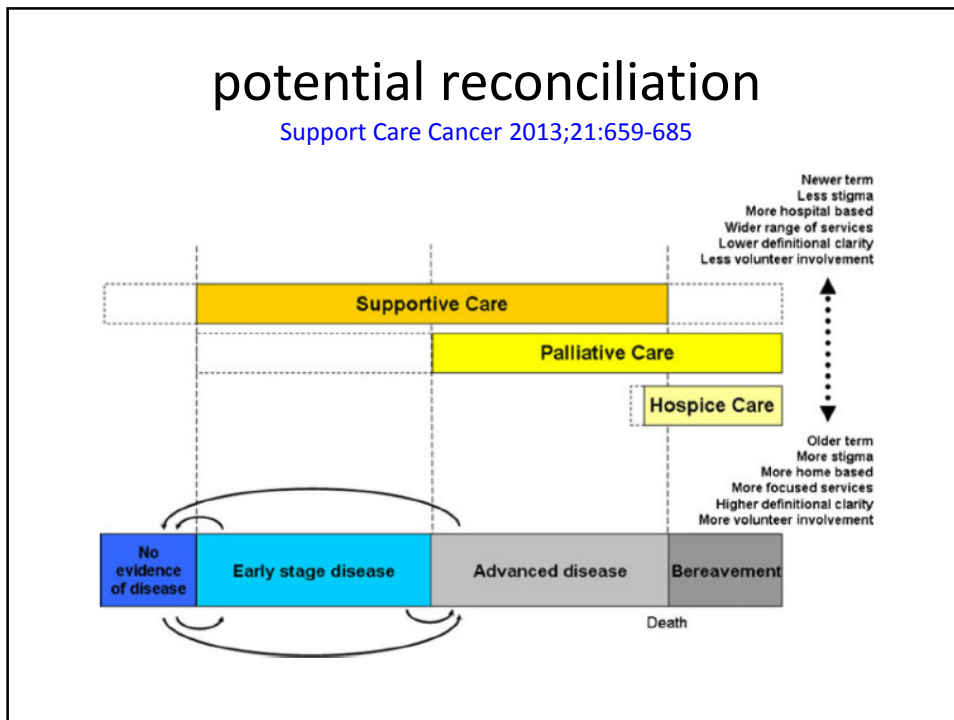 potential reconciliation
Support Care Cancer 2013;21:659-685
Newer term
Less stigma
More hospital based
Wider range of services
Lower definitional clarity
Less volunteer involvement
Supportive Care
Palliative Care
Hospice Care
Older term
More stigma
More home based
More focused services
Higher definitional clarity
More volunteer involvement
No
evidence
of disease
Early stage disease
Advanced disease
Bereavement
Death